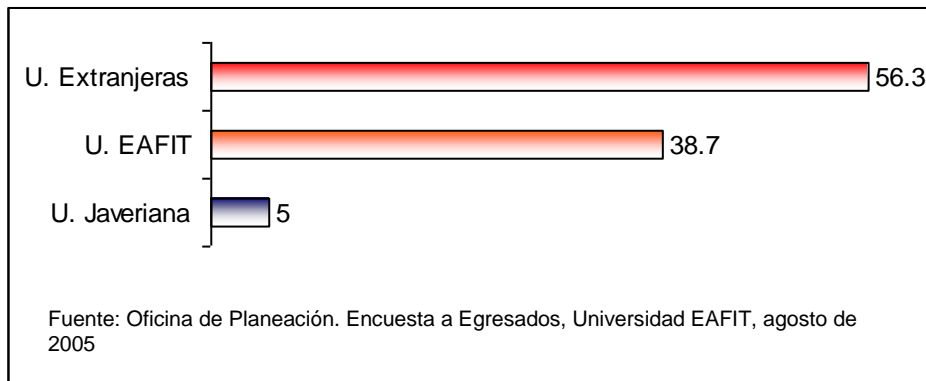 U. Extranjeras 56.3
U. EAFIT 38.7
U. Javeriana 5
Fuente: Oficina de Planeación. Encuesta a Egresados, Universidad EAFIT, agosto de
2005